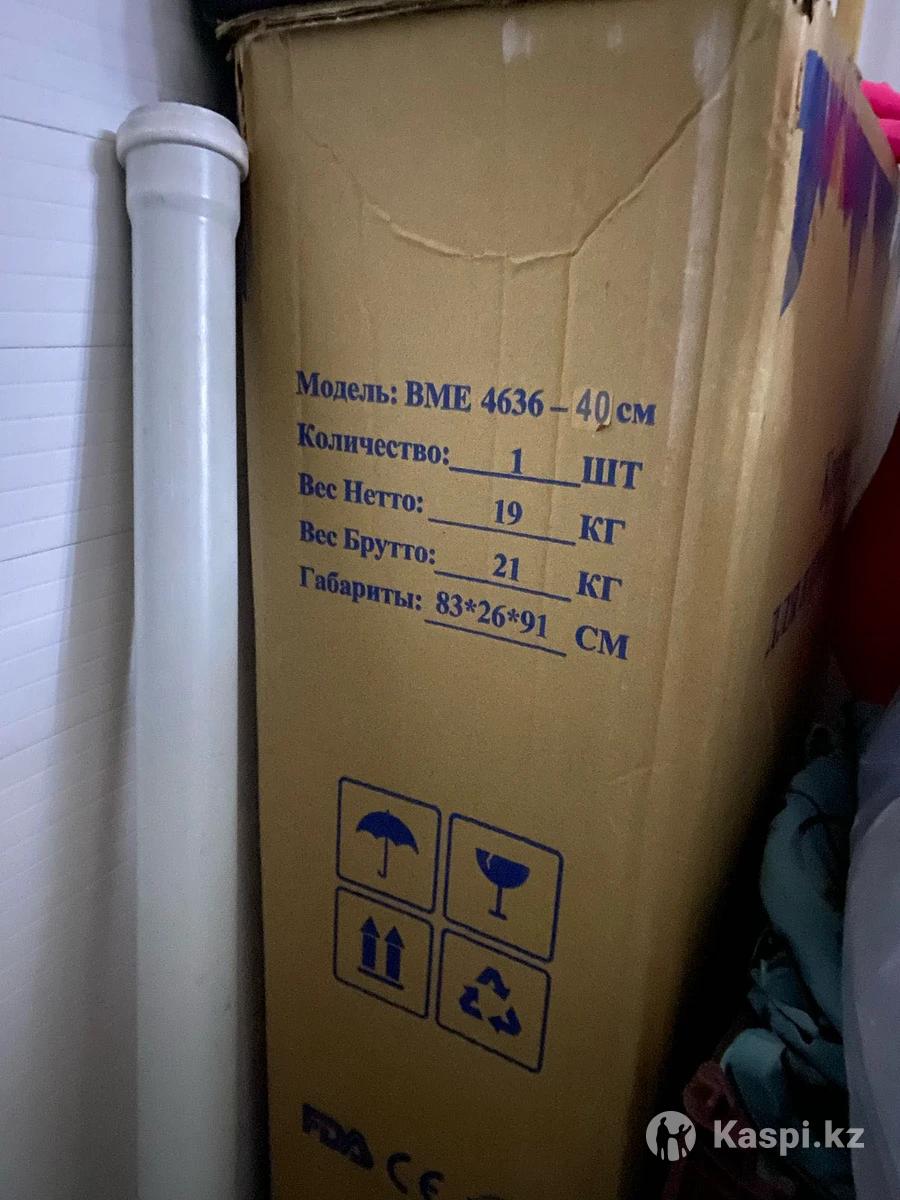 Модель: ВМЕ 4636 – 40 см
Количество: 1 ШТ
Вес Нетто: 19 КГ
Вес Брутто: 21 КГ
Габариты: 83*26*91 СМ
FDA CE
Kaspi.kz